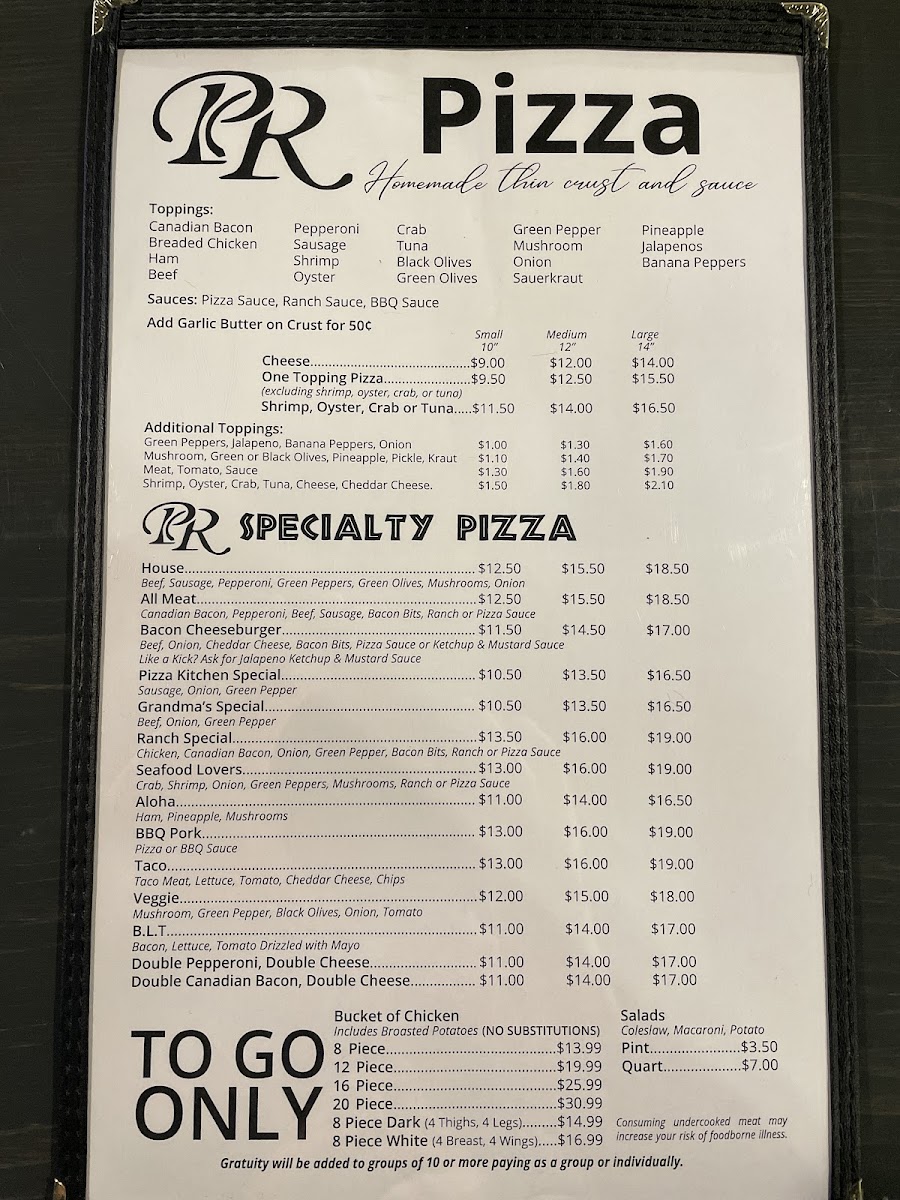 PR Pizza
Homemade thin crust and sauce
Toppings:
Canadian Bacon Pepperoni Crab Green Pepper Pineapple
Breaded Chicken Sausage Tuna Mushroom Jalapenos
Ham Shrimp Black Olives Onion Banana Peppers
Beef Oyster Green Olives Sauerkraut
Sauces: Pizza Sauce, Ranch Sauce, BBQ Sauce
Add Garlic Butter on Crust for 50¢
Small Medium Large
10" 12" 14"
Cheese........................................$9.00 $12.00 $14.00
One Topping Pizza......................$9.50 $12.50 $15.50
(excluding shrimp, oyster, crab, or tuna)
Shrimp, Oyster, Crab or Tuna.....$11.50 $14.00 $16.50
Additional Toppings:
Green Peppers, Jalapeno, Banana Peppers, Onion $1.00 $1.30 $1.60
Mushroom, Green or Black Olives, Pineapple, Pickle, Kraut $1.10 $1.40 $1.70
Meat, Tomato, Sauce $1.30 $1.60 $1.90
Shrimp, Oyster, Crab, Tuna, Cheese, Cheddar Cheese. $1.50 $1.80 $2.10
PR SPECIALTY PIZZA
House........................................$12.50 $15.50 $18.50
Beef, Sausage, Pepperoni, Green Peppers, Green Olives, Mushrooms, Onion
All Meat........................................$12.50 $15.50 $18.50
Canadian Bacon, Pepperoni, Beef, Sausage, Bacon Bits, Ranch or Pizza Sauce
Bacon Cheeseburger........................................$11.50 $14.50 $17.00
Beef, Onion, Cheddar Cheese, Bacon Bits, Pizza Sauce or Ketchup & Mustard Sauce
Like a Kick? Ask for Jalapeno Ketchup & Mustard Sauce
Pizza Kitchen Special........................................$10.50 $13.50 $16.50
Sausage, Onion, Green Pepper
Grandma's Special........................................$10.50 $13.50 $16.50
Beef, Onion, Green Pepper
Ranch Special........................................$13.50 $16.00 $19.00
Chicken, Canadian Bacon, Onion, Green Pepper, Bacon Bits, Ranch or Pizza Sauce
Seafood Lovers........................................$13.00 $16.00 $19.00
Crab, Shrimp, Onion, Green Peppers, Mushrooms, Ranch or Pizza Sauce
Aloha........................................$11.00 $14.00 $16.50
Ham, Pineapple, Mushrooms
BBQ Pork........................................$13.00 $16.00 $19.00
Pizza or BBQ Sauce
Taco........................................$13.00 $16.00 $19.00
Taco Meat, Lettuce, Tomato, Cheddar Cheese, Chips
Veggie........................................$12.00 $15.00 $18.00
Mushroom, Green Pepper, Black Olives, Onion, Tomato
B.L.T........................................$11.00 $14.00 $17.00
Bacon, Lettuce, Tomato Drizzled with Mayo
Double Pepperoni, Double Cheese..........................$11.00 $14.00 $17.00
Double Canadian Bacon, Double Cheese................$11.00 $14.00 $17.00
TO GO
ONLY
Bucket of Chicken
Includes Broasted Potatoes (NO SUBSTITUTIONS)
8 Piece........................................$13.99
12 Piece........................................$19.99
16 Piece........................................$25.99
20 Piece........................................$30.99
8 Piece Dark (4 Thighs, 4 Legs).........$14.99
8 Piece White (4 Breast, 4 Wings).....$16.99
Salads
Coleslaw, Macaroni, Potato
Pint.......................$3.50
Quart....................$7.00
Consuming undercooked meat may
increase your risk of foodborne illness.
Gratuity will be added to groups of 10 or more paying as a group or individually.